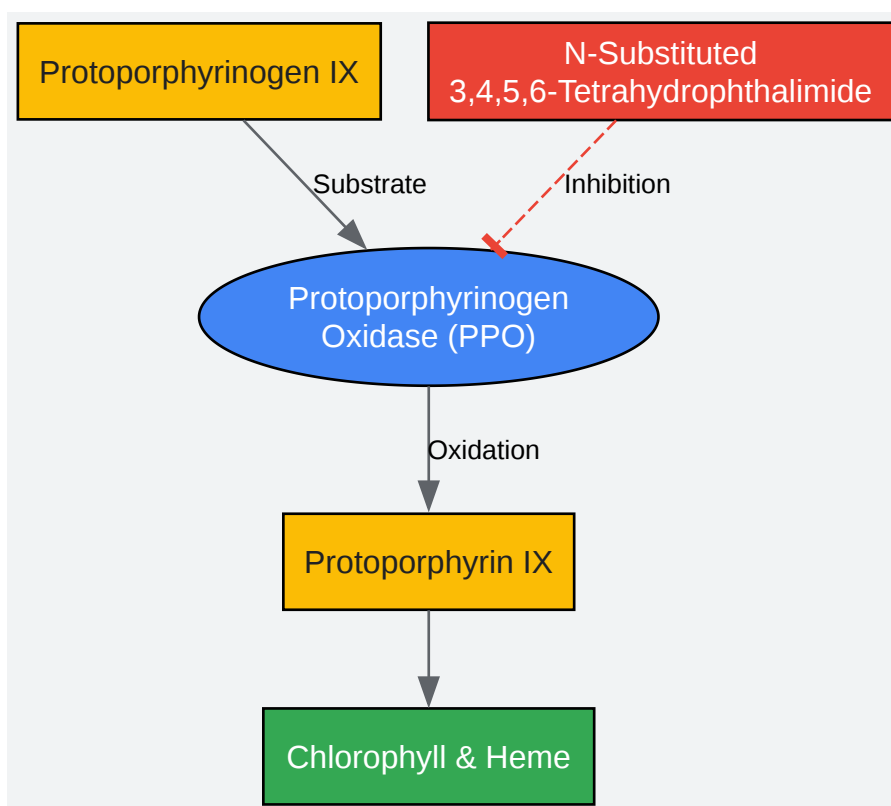 Protoporphyrinogen IX
N-Substituted
3,4,5,6-Tetrahydrophthalimide
Substrate
Inhibition
Protoporphyrinogen
Oxidase (PPO)
Oxidation
Protoporphyrin IX
Chlorophyll & Heme